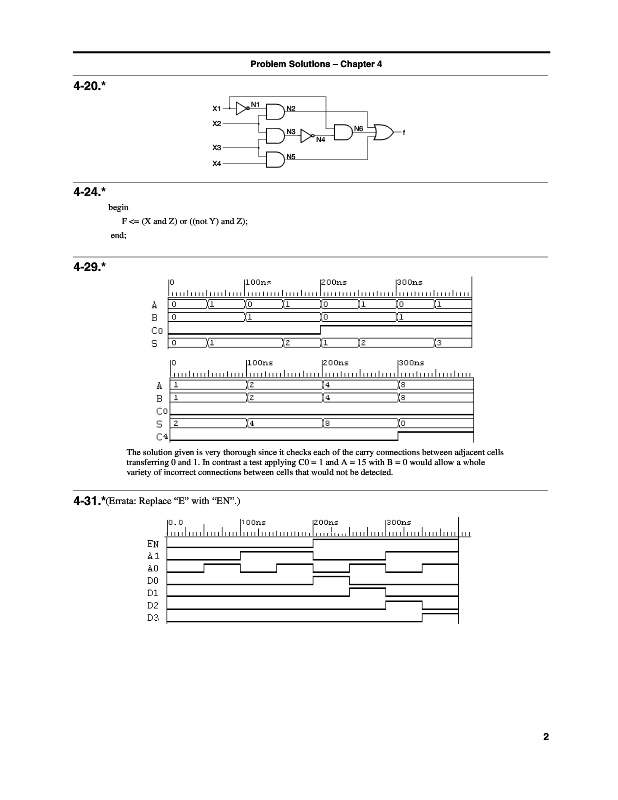 Problem Solutions – Chapter 4
4-20.*
X1 N1 N2
X2
N3 N4 N6 f
X3
X4 N5
4-24.*
begin
F <= (X and Z) or ((not Y) and Z);
end;
4-29.*
0 100ns 200ns 300ns
A 0 1 0 1 0 1 0 1
B 0 1 0 1
C0
S 0 1 2 1 2 3
0 100ns 200ns 300ns
A 1 2 4 8
B 1 2 4 8
C0
S 2 4 8 0
C4
The solution given is very thorough since it checks each of the carry connections between adjacent cells
transferring 0 and 1. In contrast a test applying C0 = 1 and A = 15 with B = 0 would allow a whole
variety of incorrect connections between cells that would not be detected.
4-31.*(Errata: Replace “E” with “EN”.)
0.0 100ns 200ns 300ns
EN
A1
A0
D0
D1
D2
D3
2